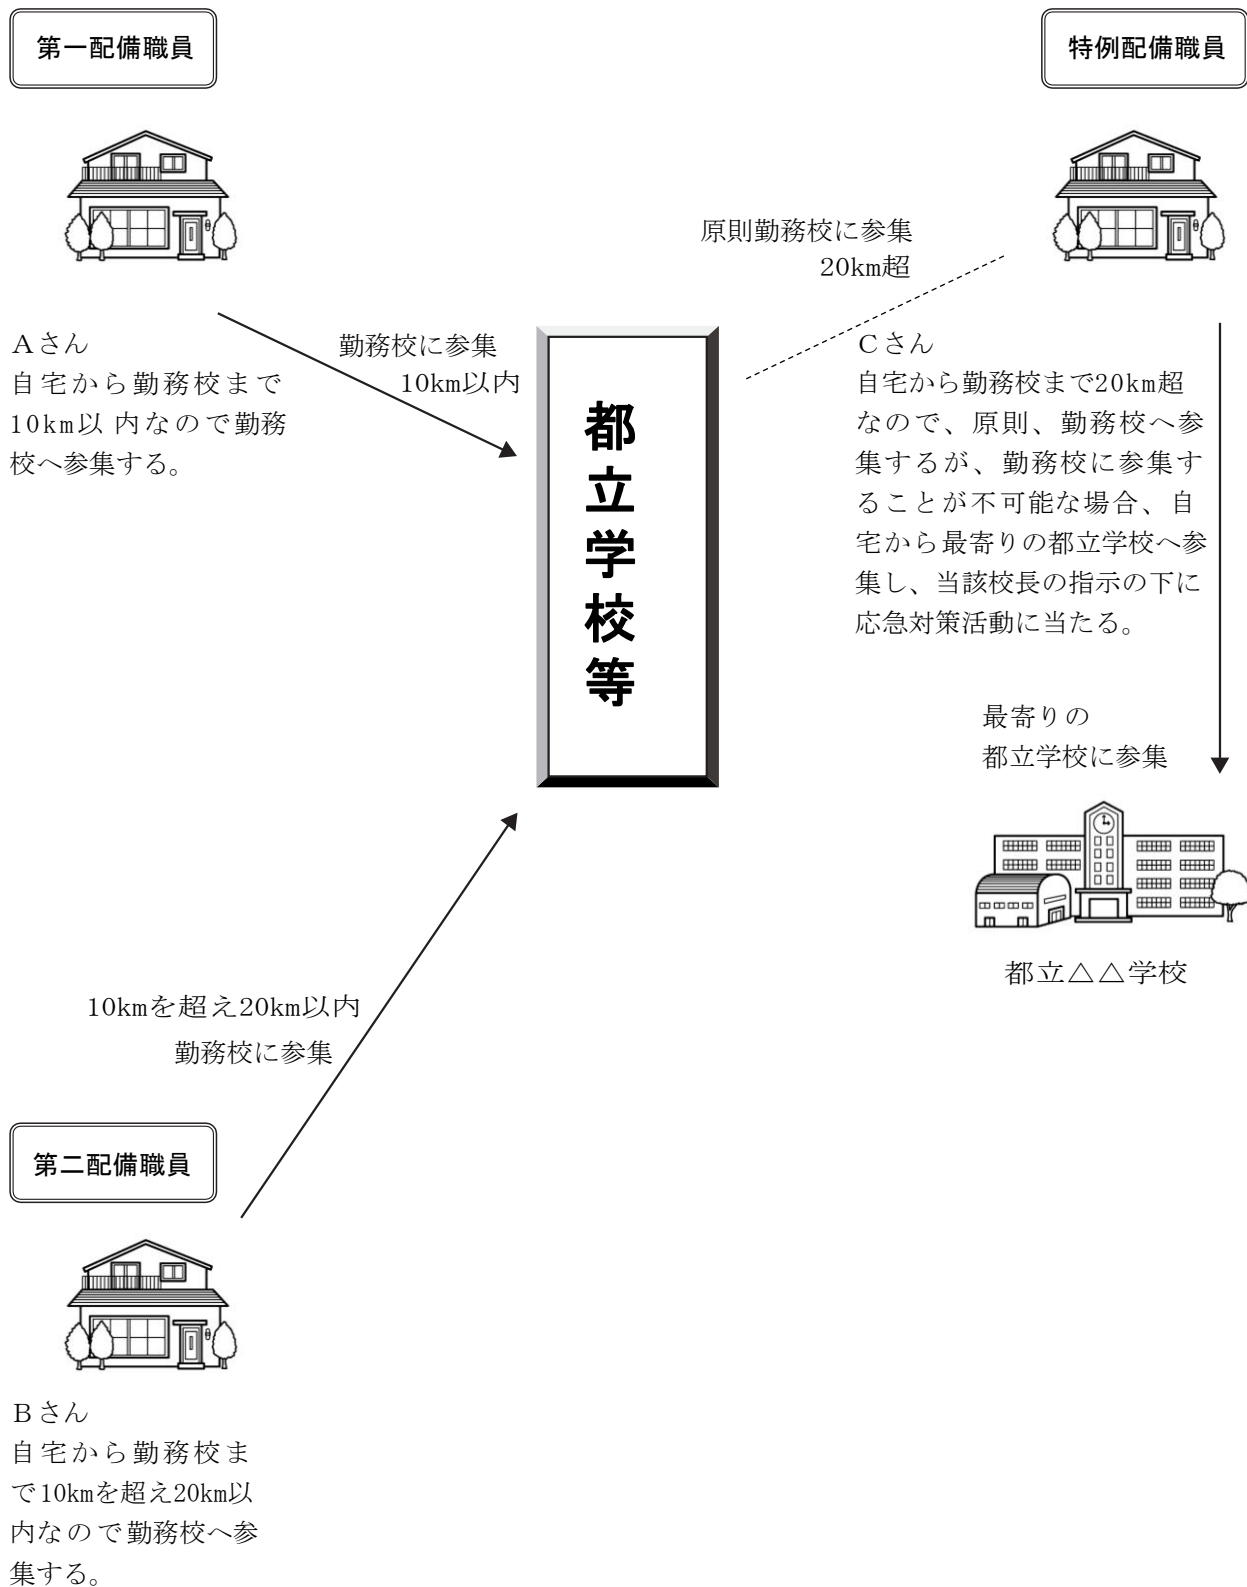 第一配備職員
特例配備職員
原則勤務校に参集
20km超
勤務校に参集
10km以内
Ａさん
自宅から勤務校まで
10km以内なので勤務
校へ参集する。
都立学校等
Ｃさん
自宅から勤務校まで20km超
なので、原則、勤務校へ参
集するが、勤務校に参集す
ることが不可能な場合、自
宅から最寄りの都立学校へ参
集し、当該校長の指示の下に
応急対策活動に当たる。
最寄りの
都立学校に参集
都立△△学校
10kmを超え20km以内
勤務校に参集
第二配備職員
Ｂさん
自宅から勤務校ま
で10kmを超え20km以
内なので勤務校へ参
集する。